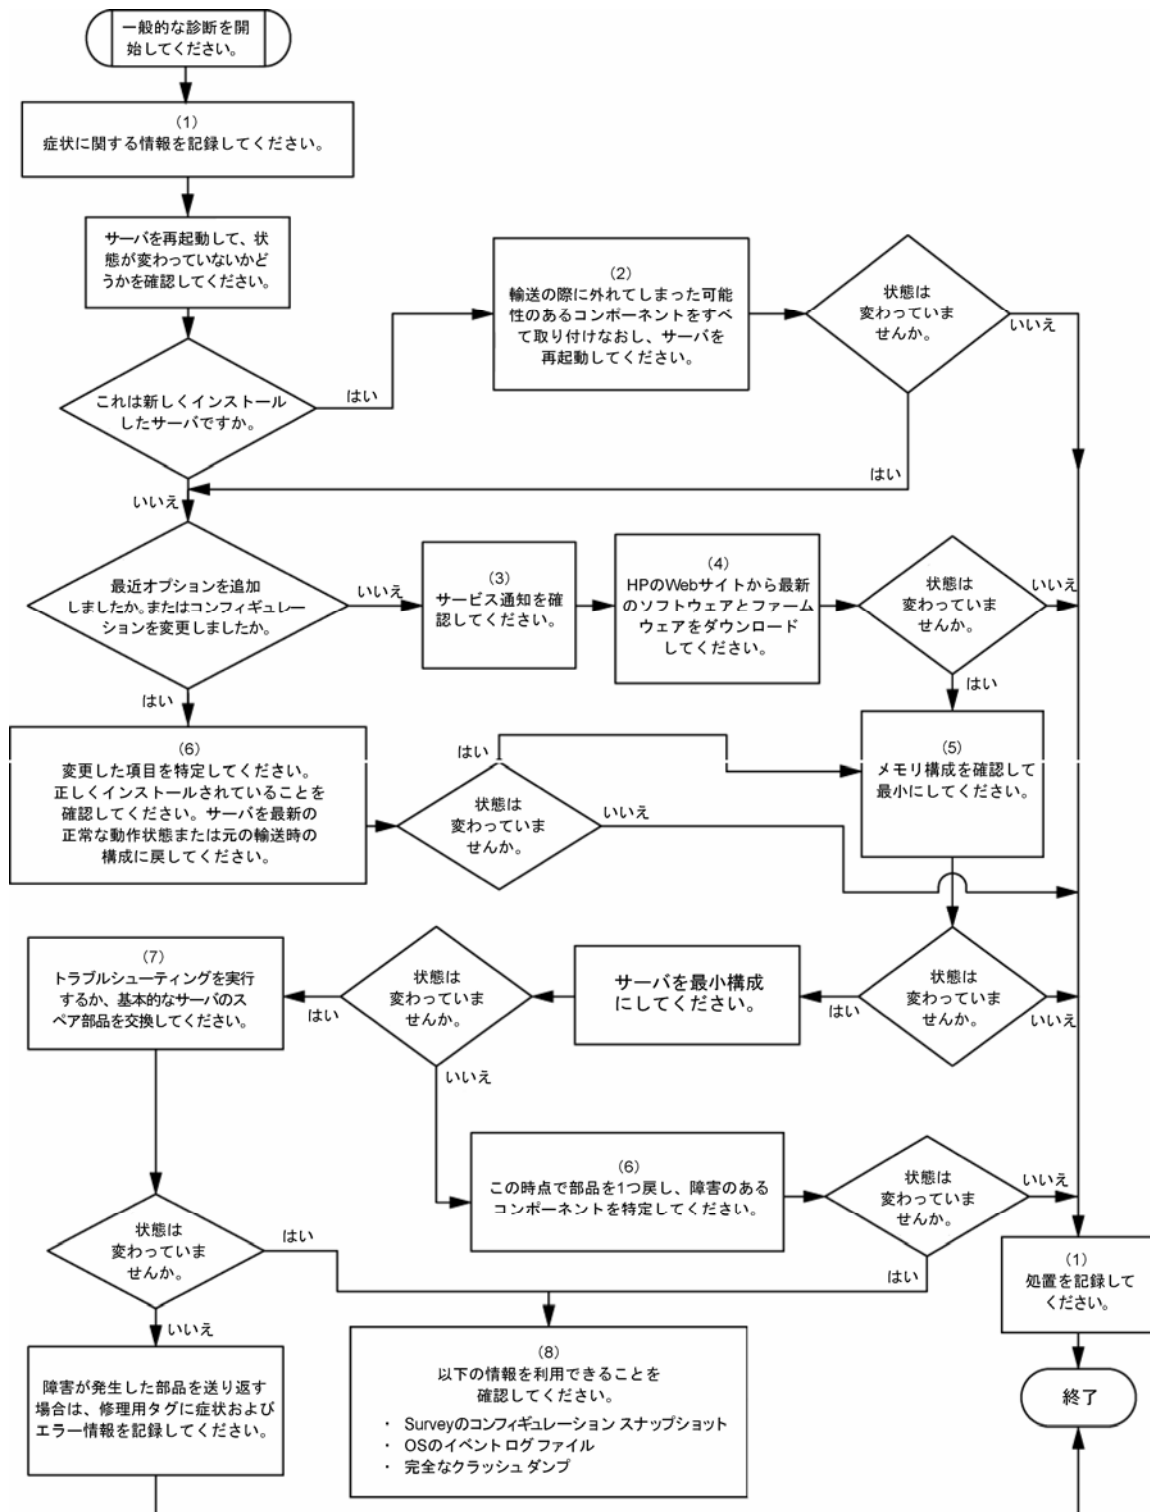 一般的な診断を開
始してください。
(1)
症状に関する情報を記録してください。
サーバを再起動して、状
態が変わっていないかど
うかを確認してください。
(2)
輸送の際に外れてしまった可能
性のあるコンポーネントをすべ
て取り付けなおし、サーバを
再起動してください。
状態は
変わっていま
せんか。
いいえ
はい
これは新しくインストール
したサーバですか。
はい
いいえ
最近オプションを追加
しましたか。またはコンフィギュレー
ションを変更しましたか。
いいえ
(3)
サービス通知を確
認してください。
(4)
HPのWebサイトから最新
のソフトウェアとファーム
ウェアをダウンロード
してください。
状態は
変わっていま
せんか。
いいえ
はい
はい
(6)
変更した項目を特定してください。
正しくインストールされていることを
確認してください。サーバを最新の
正常な動作状態または元の輸送時の
構成に戻してください。
はい
状態は
変わっていま
せんか。
いいえ
(5)
メモリ構成を確認して
最小にしてください。
(7)
トラブルシューティングを実行
するか、基本的なサーバのス
ペア部品を交換してください。
はい
状態は
変わっていま
せんか。
いいえ
サーバを最小構成
にしてください。
はい
状態は
変わっていま
せんか。
いいえ
(6)
この時点で部品を1つ戻し、障害のある
コンポーネントを特定してください。
状態は
変わっていま
せんか。
いいえ
はい
状態は
変わっていま
せんか。
はい
いいえ
(1)
処置を記録して
ください。
終了
障害が発生した部品を送り返す
場合は、修理用タグに症状および
エラー情報を記録してください。
(8)
以下の情報を利用できることを
確認してください。
・ Surveyのコンフィギュレーション スナップショット
・ OSのイベントログ ファイル
・ 完全なクラッシュ ダンプ